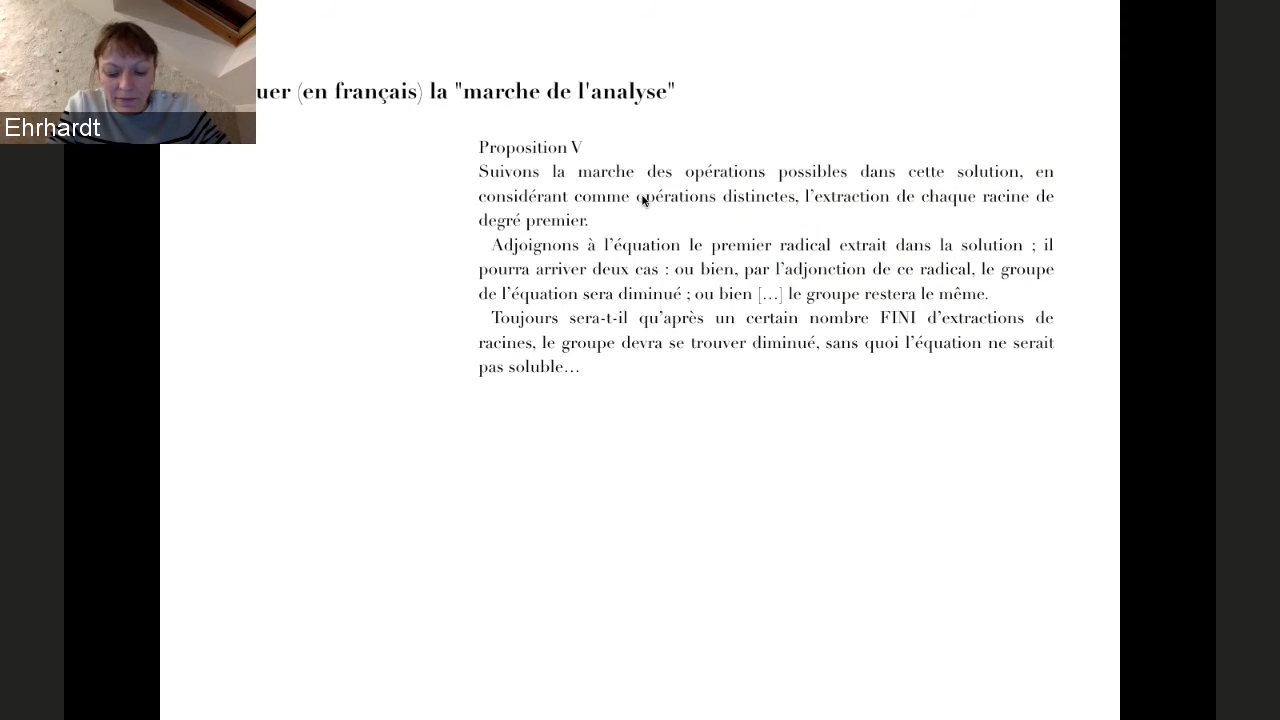 uer (en français) la "marche de l'analyse"
Ehrhardt
Proposition V
Suivons la marche des opérations possibles dans cette solution, en
considérant comme opérations distinctes, l’extraction de chaque racine de
degré premier.
Adjoignons à l’équation le premier radical extrait dans la solution ; il
pourra arriver deux cas : ou bien, par l’adjonction de ce radical, le groupe
de l’équation sera diminué ; ou bien [...] le groupe restera le même.
Toujours sera-t-il qu’après un certain nombre FINI d’extractions de
racines, le groupe devra se trouver diminué, sans quoi l’équation ne serait
pas soluble…